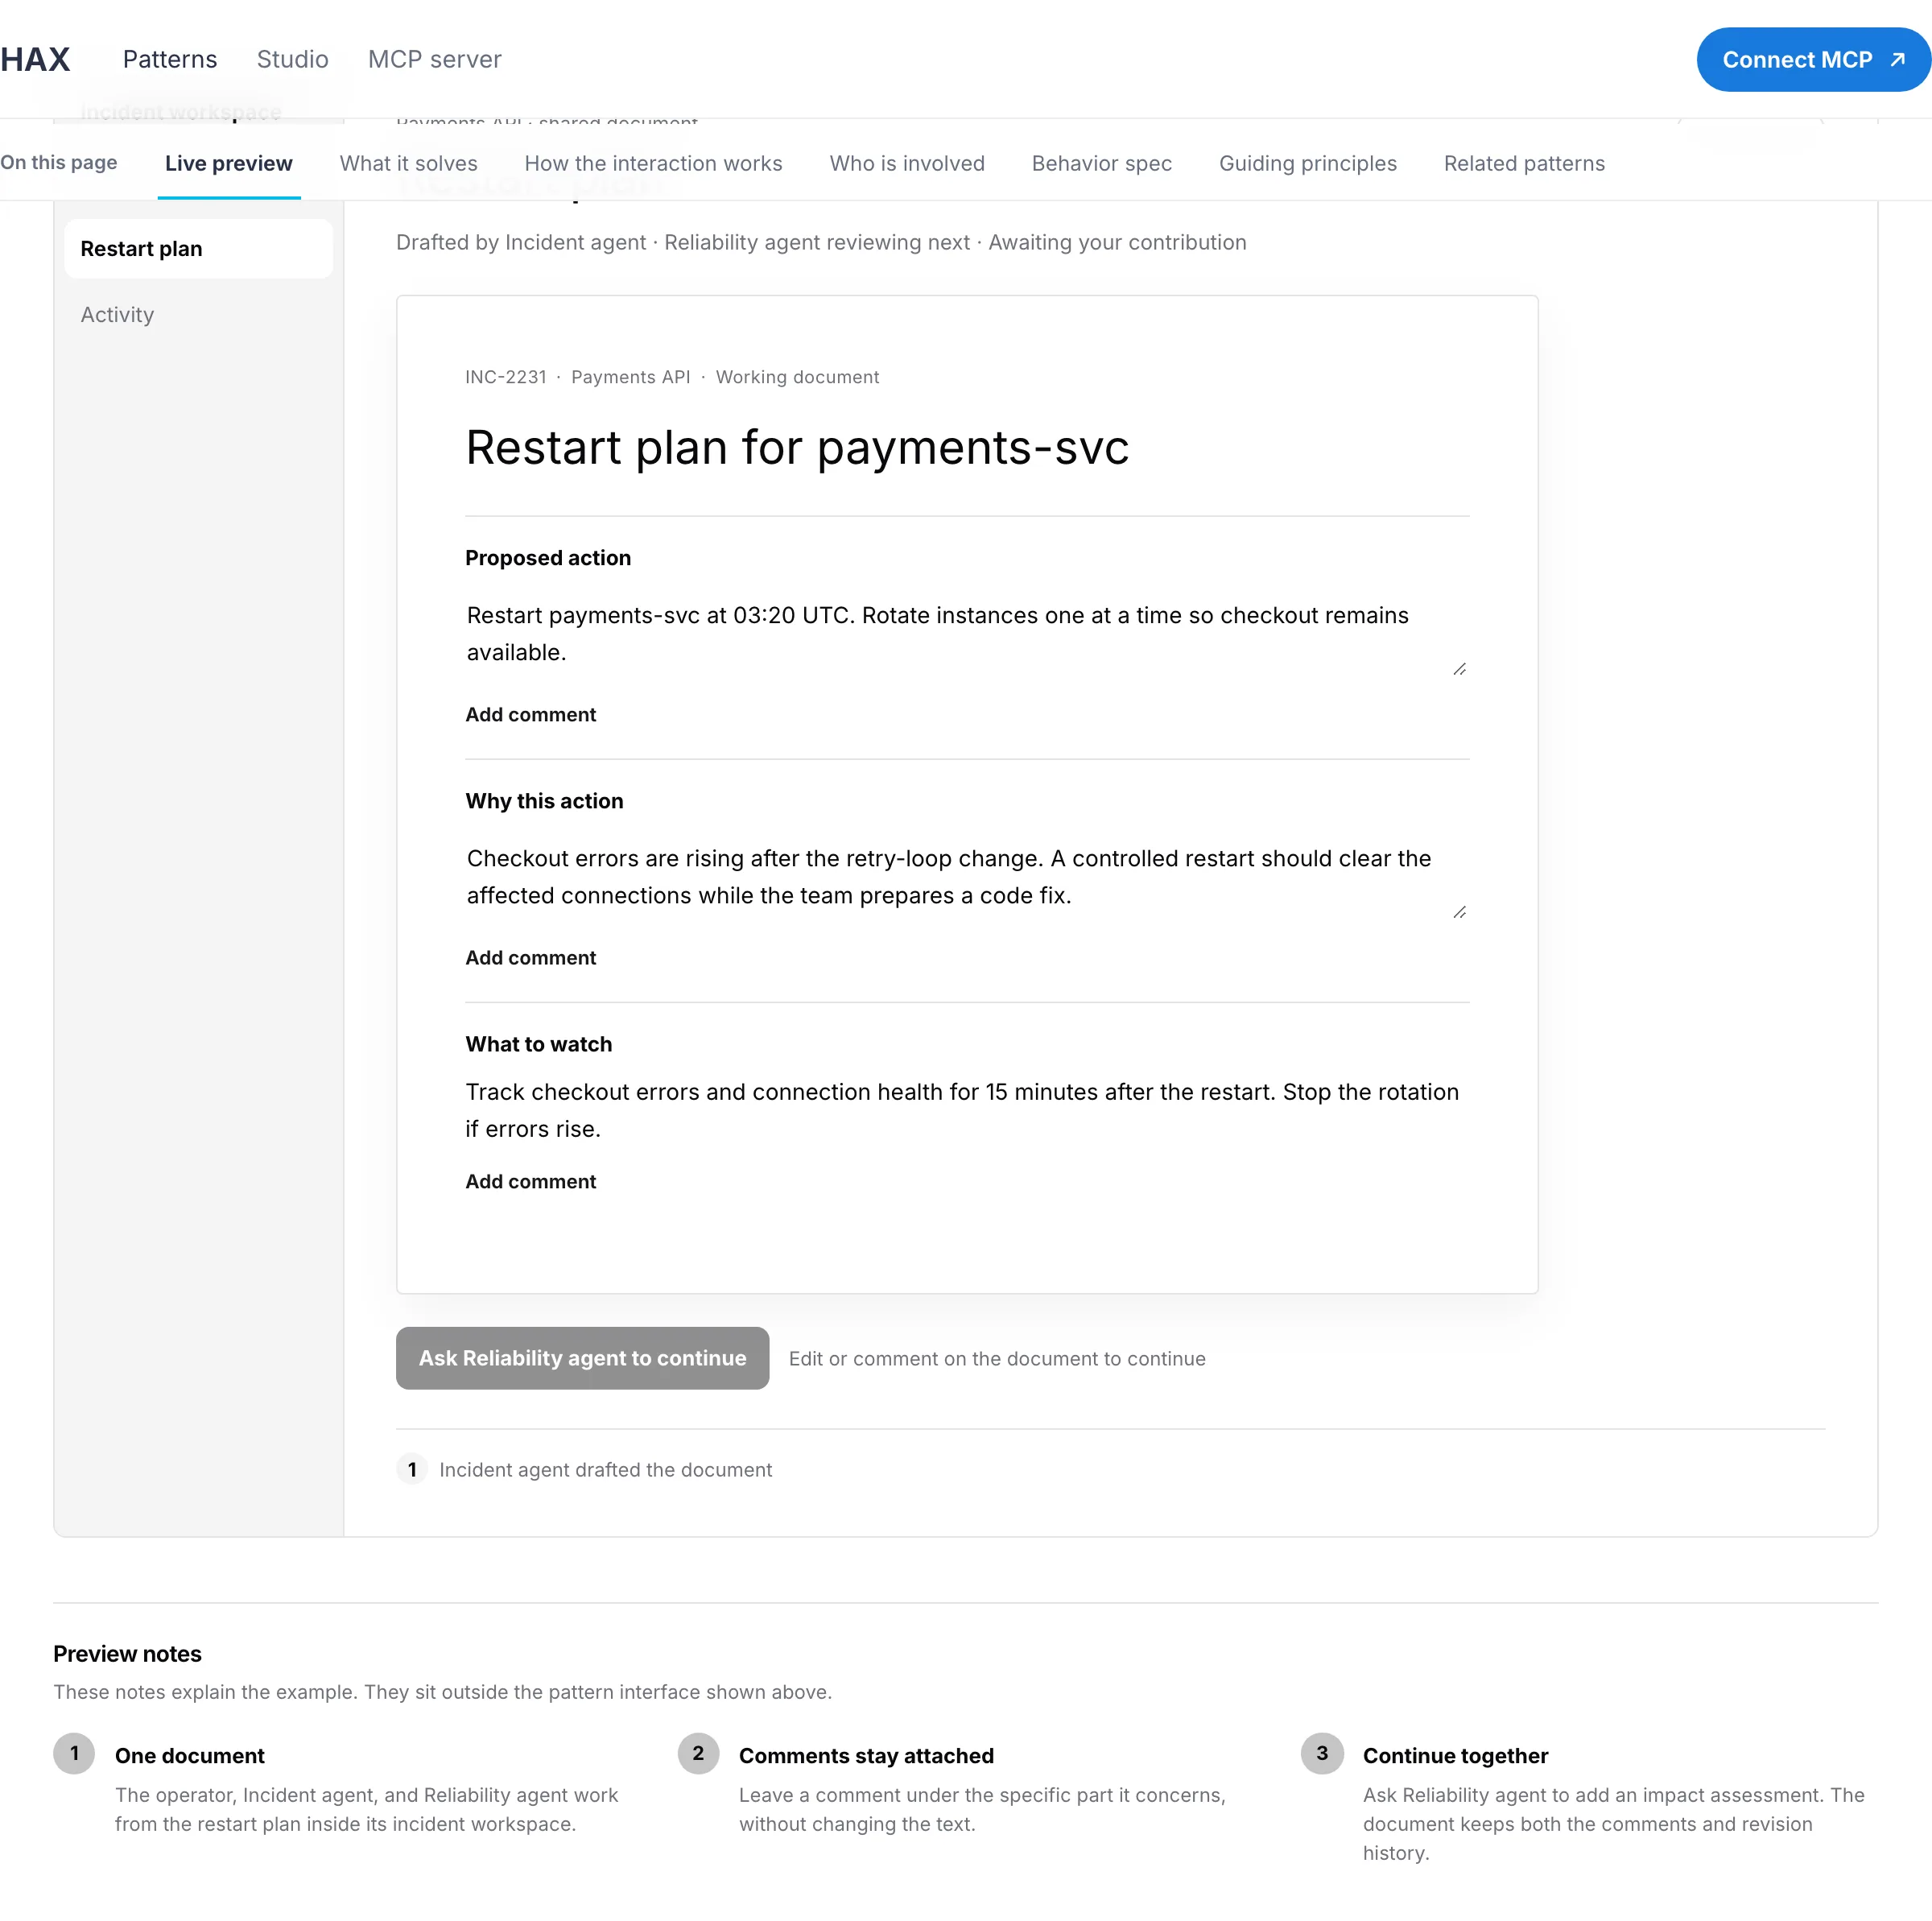 HAX
Patterns
Studio
MCP server
Connect MCP
Incident workspace
Payments API · shared document
On this page
Live preview
What it solves
How the interaction works
Who is involved
Behavior spec
Guiding principles
Related patterns
Restart plan
Restart plan
Activity
Drafted by Incident agent · Reliability agent reviewing next · Awaiting your contribution
INC-2231 · Payments API · Working document
Restart plan for payments-svc
Proposed action
Restart payments-svc at 03:20 UTC. Rotate instances one at a time so checkout remains
available.
Add comment
Why this action
Checkout errors are rising after the retry-loop change. A controlled restart should clear the
affected connections while the team prepares a code fix.
Add comment
What to watch
Track checkout errors and connection health for 15 minutes after the restart. Stop the rotation
if errors rise.
Add comment
Ask Reliability agent to continue
Edit or comment on the document to continue
1 Incident agent drafted the document
Preview notes
These notes explain the example. They sit outside the pattern interface shown above.
1 One document
The operator, Incident agent, and Reliability agent work
from the restart plan inside its incident workspace.
2 Comments stay attached
Leave a comment under the specific part it concerns,
without changing the text.
3 Continue together
Ask Reliability agent to add an impact assessment. The
document keeps both the comments and revision
history.